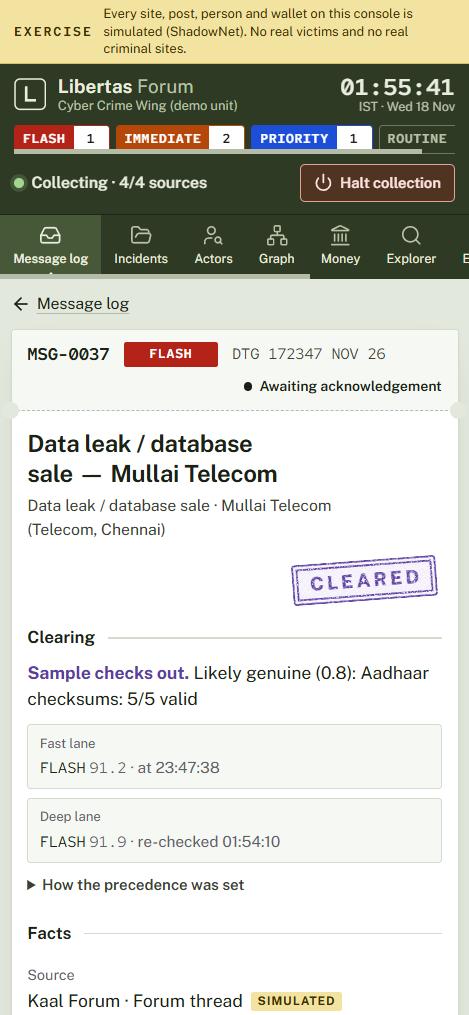 EXERCISE
Every site, post, person and wallet on this console is
simulated (ShadowNet). No real victims and no real
criminal sites.
L
Libertas Forum
Cyber Crime Wing (demo unit)
01:55:41
IST · Wed 18 Nov
FLASH 1
IMMEDIATE 2
PRIORITY 1
ROUTINE
Collecting · 4/4 sources
Halt collection
Message log
Incidents
Actors
Graph
Money
Explorer
E
← Message log
MSG-0037
FLASH
DTG 172347 NOV 26
Awaiting acknowledgement
Data leak / database
sale — Mullai Telecom
Data leak / database sale · Mullai Telecom
(Telecom, Chennai)
CLEARED
Clearing
Sample checks out. Likely genuine (0.8): Aadhaar
checksums: 5/5 valid
Fast lane
FLASH 91.2 · at 23:47:38
Deep lane
FLASH 91.9 · re-checked 01:54:10
How the precedence was set
Facts
Source
Kaal Forum · Forum thread SIMULATED